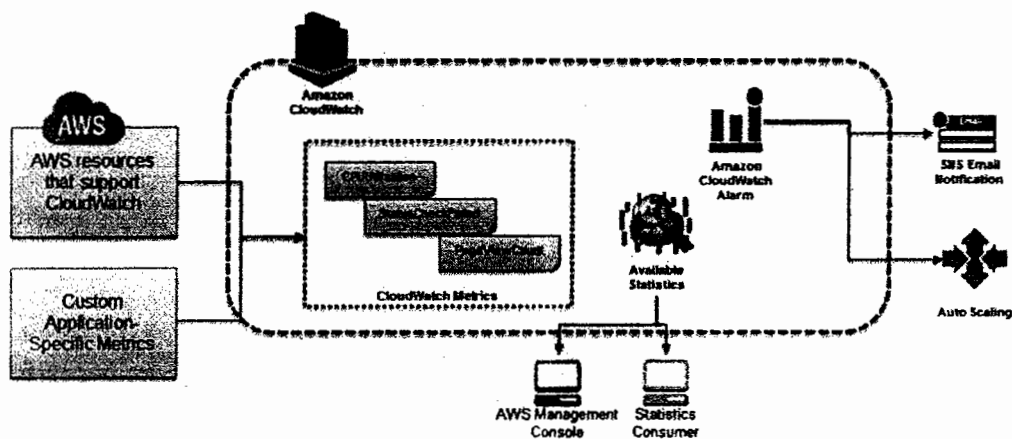 Amazon
CloudWatch
AWS
AWS resources
that support
CloudWatch
Custom
Application-
Specific Metrics
CloudWatch Metrics
Available
Statistics
Amazon
CloudWatch
Alarm
SNS Email
Notification
Auto Scaling
AWS Management
Console
Statistics
Consumer